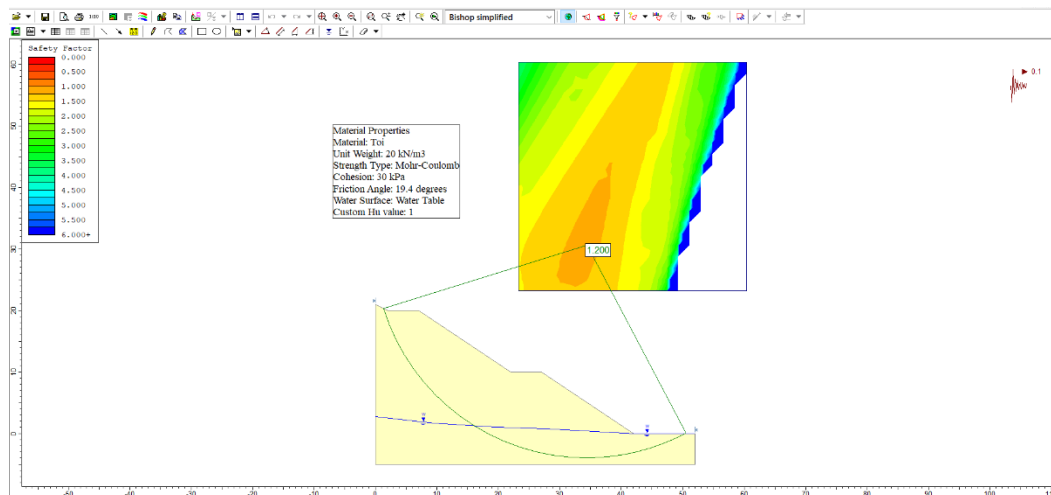 Bishop simplified
Safety Factor
0.000
0.500
1.000
1.500
2.000
2.500
3.000
3.500
4.000
4.500
5.000
5.500
6.000+
Material Properties
Material: Toi
Unit Weight: 20 kN/m3
Strength Type: Mohr-Coulomb
Cohesion: 30 kPa
Friction Angle: 19.4 degrees
Water Surface: Water Table
Custom Hu value: 1
0.1
1.200
60
50
40
30
20
10
0
-60 -50 -40 -30 -20 -10 0 10 20 30 40 50 60 70 80 90 100